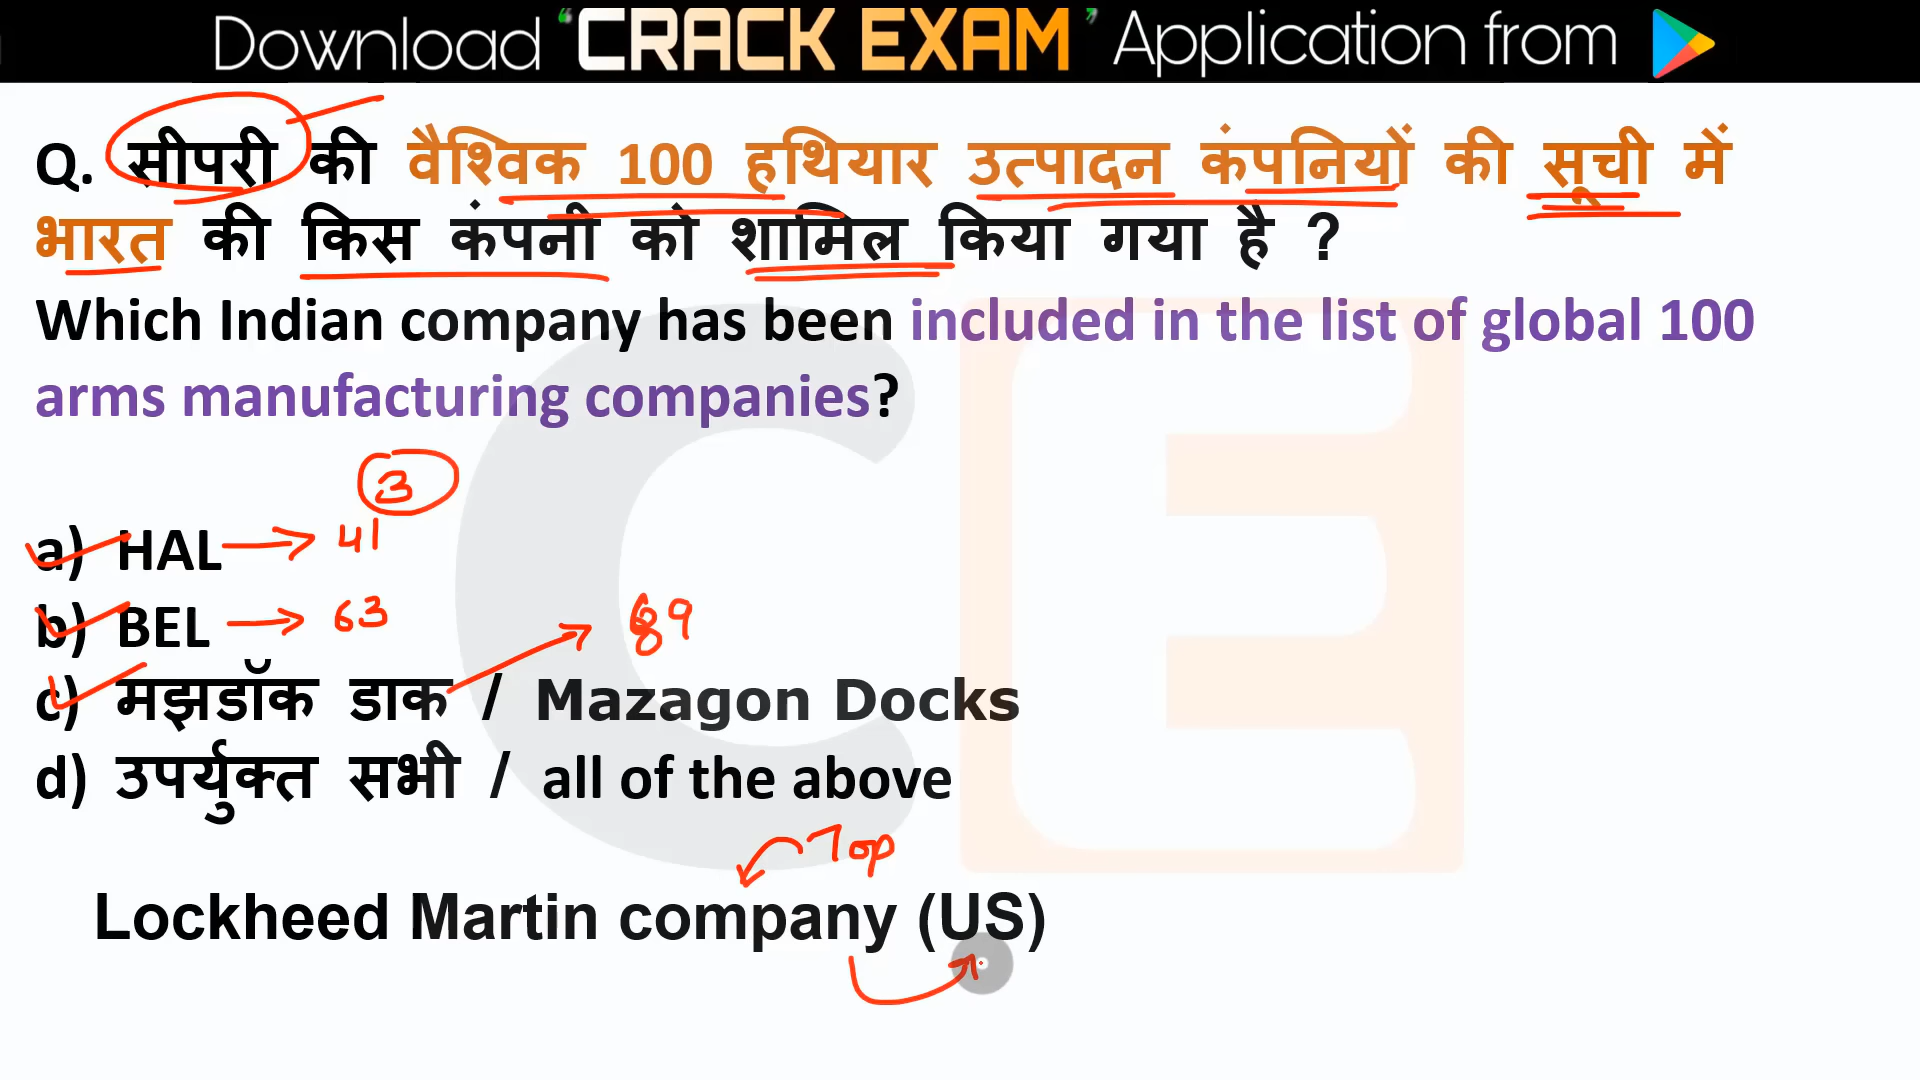 Download ‘CRACK EXAM’ Application from
Q. सीपरी की वैश्विक 100 हथियार उत्पादन कंपनियों की सूची में
भारत की किस कंपनी को शामिल किया गया है ?
Which Indian company has been included in the list of global 100
arms manufacturing companies?
3
a) HAL → 41
b) BEL → 63
89
c) मझडॉक डाक / Mazagon Docks
d) उपर्युक्त सभी / all of the above
Top
Lockheed Martin company (US)